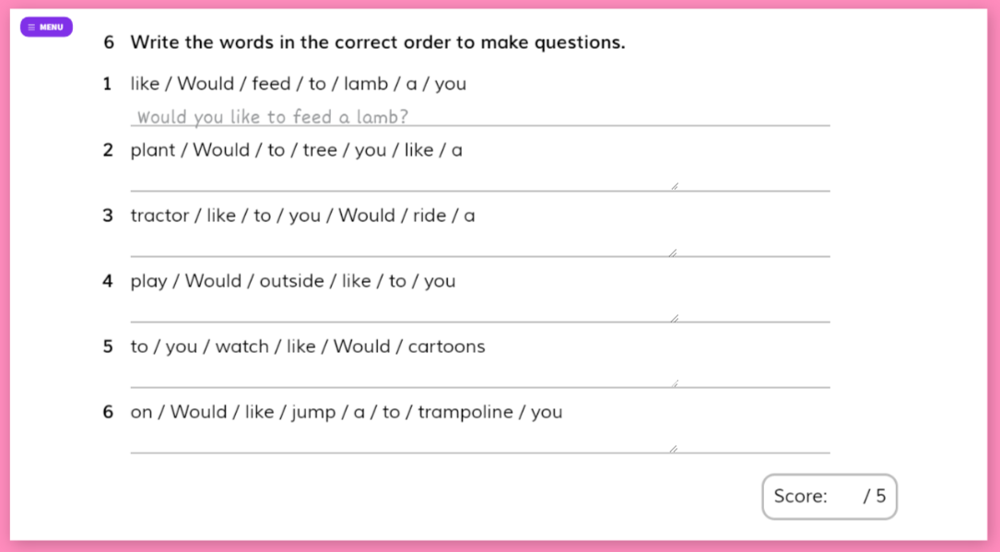 MENU
6 Write the words in the correct order to make questions.
1 like / Would / feed / to / lamb / a / you
Would you like to feed a lamb?
2 plant / Would / to / tree / you / like / a
3 tractor / like / to / you / Would / ride / a
4 play / Would / outside / like / to / you
5 to / you / watch / like / Would / cartoons
6 on / Would / like / jump / a / to / trampoline / you
Score: / 5